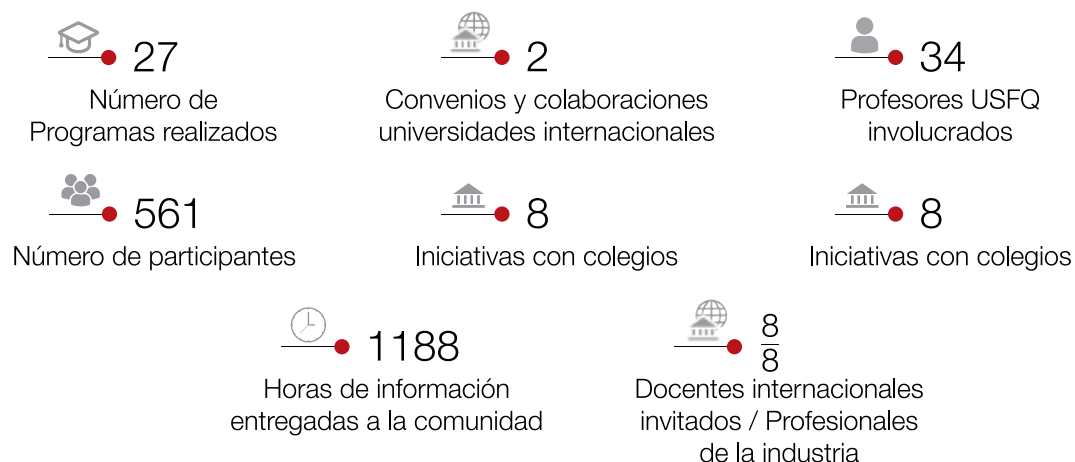 27
Número de
Programas realizados
2
Convenios y colaboraciones
universidades internacionales
34
Profesores USFQ
involucrados
561
Número de participantes
8
Iniciativas con colegios
8
Iniciativas con colegios
1188
Horas de información
entregadas a la comunidad
8
8
Docentes internacionales
invitados / Profesionales
de la industria